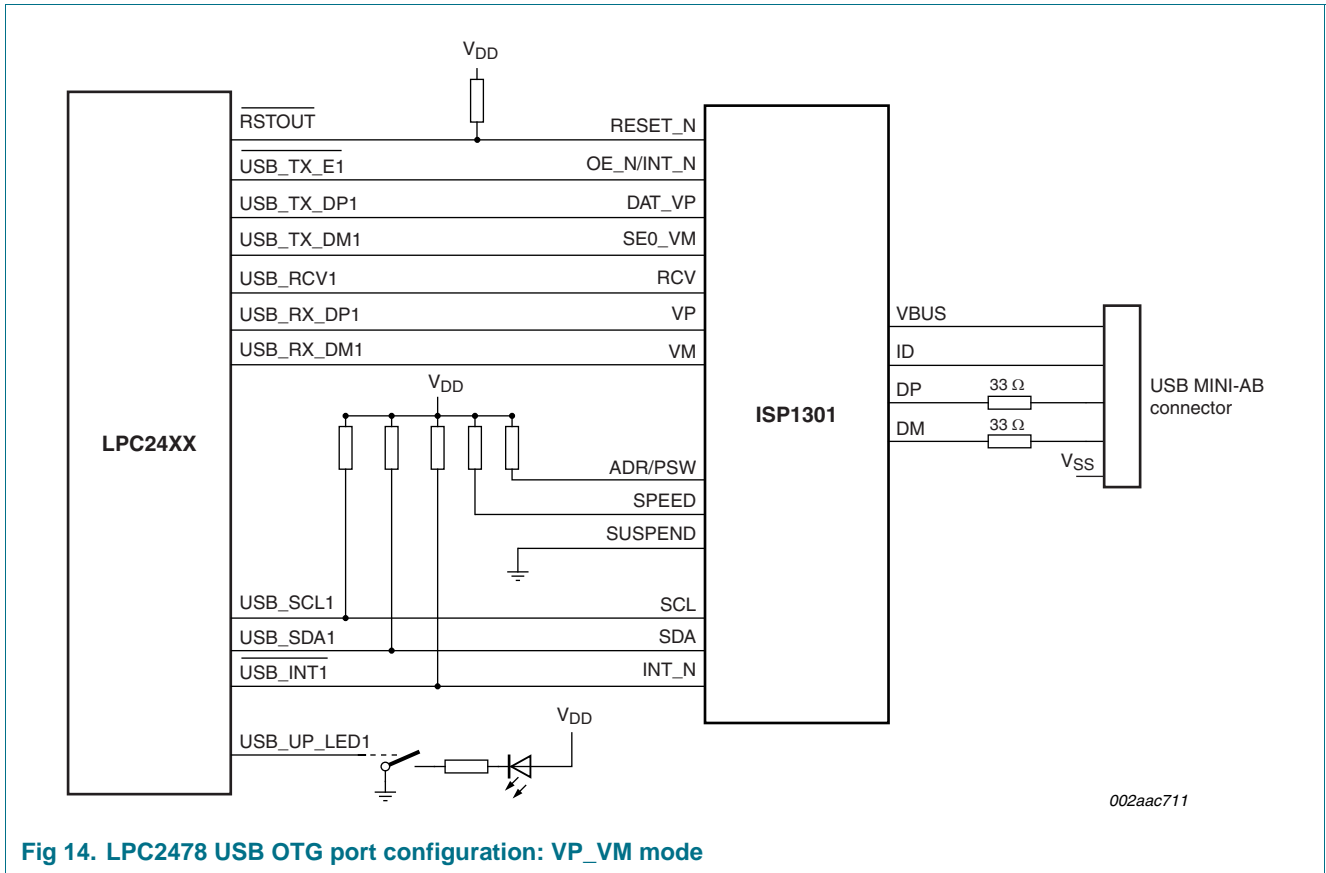 VDD
RSTOUT RESET_N
USB_TX_E1 OE_N/INT_N
USB_TX_DP1 DAT_VP
USB_TX_DM1 SE0_VM
USB_RCV1 RCV
USB_RX_DP1 VP
USB_RX_DM1 VM
VBUS
ID
DP 33 Ω
DM 33 Ω
VSS
USB MINI-AB
connector
LPC24XX
ISP1301
VDD
ADR/PSW
SPEED
SUSPEND
USB_SCL1 SCL
USB_SDA1 SDA
USB_INT1 INT_N
VDD
USB_UP_LED1
002aac711
Fig 14. LPC2478 USB OTG port configuration: VP_VM mode